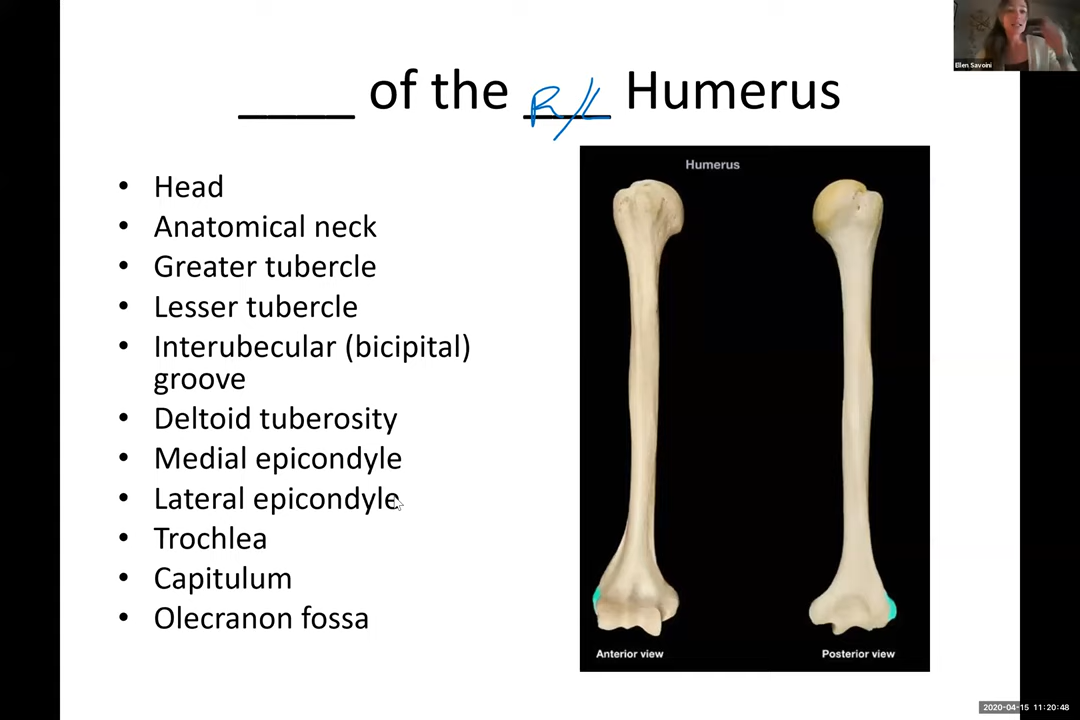 Ellen Savoini
____ of the R/L Humerus
• Head
• Anatomical neck
• Greater tubercle
• Lesser tubercle
• Interubecular (bicipital)
groove
• Deltoid tuberosity
• Medial epicondyle
• Lateral epicondyle
• Trochlea
• Capitulum
• Olecranon fossa
Humerus
Anterior view
Posterior view
2020-04-15 11:20:48